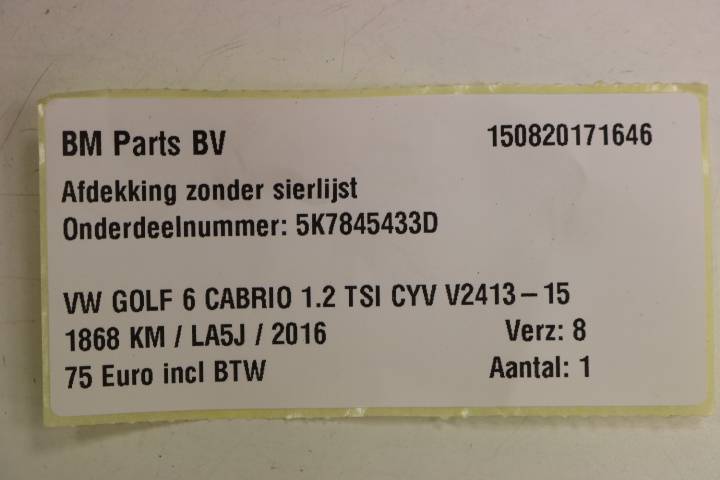 BM Parts BV 150820171646
Afdekking zonder sierlijst
Onderdeelnummer: 5K7845433D
VW GOLF 6 CABRIO 1.2 TSI CYV V2413–15
1868 KM / LA5J / 2016 Verz: 8
75 Euro incl BTW Aantal: 1